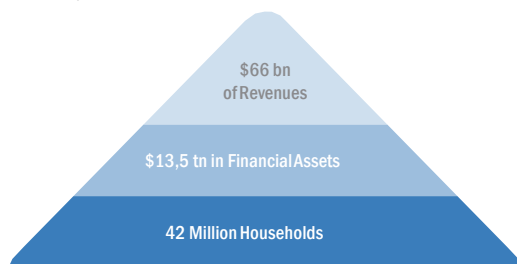 $66 bn
of Revenues
$13,5 tn in Financial Assets
42 Million Households